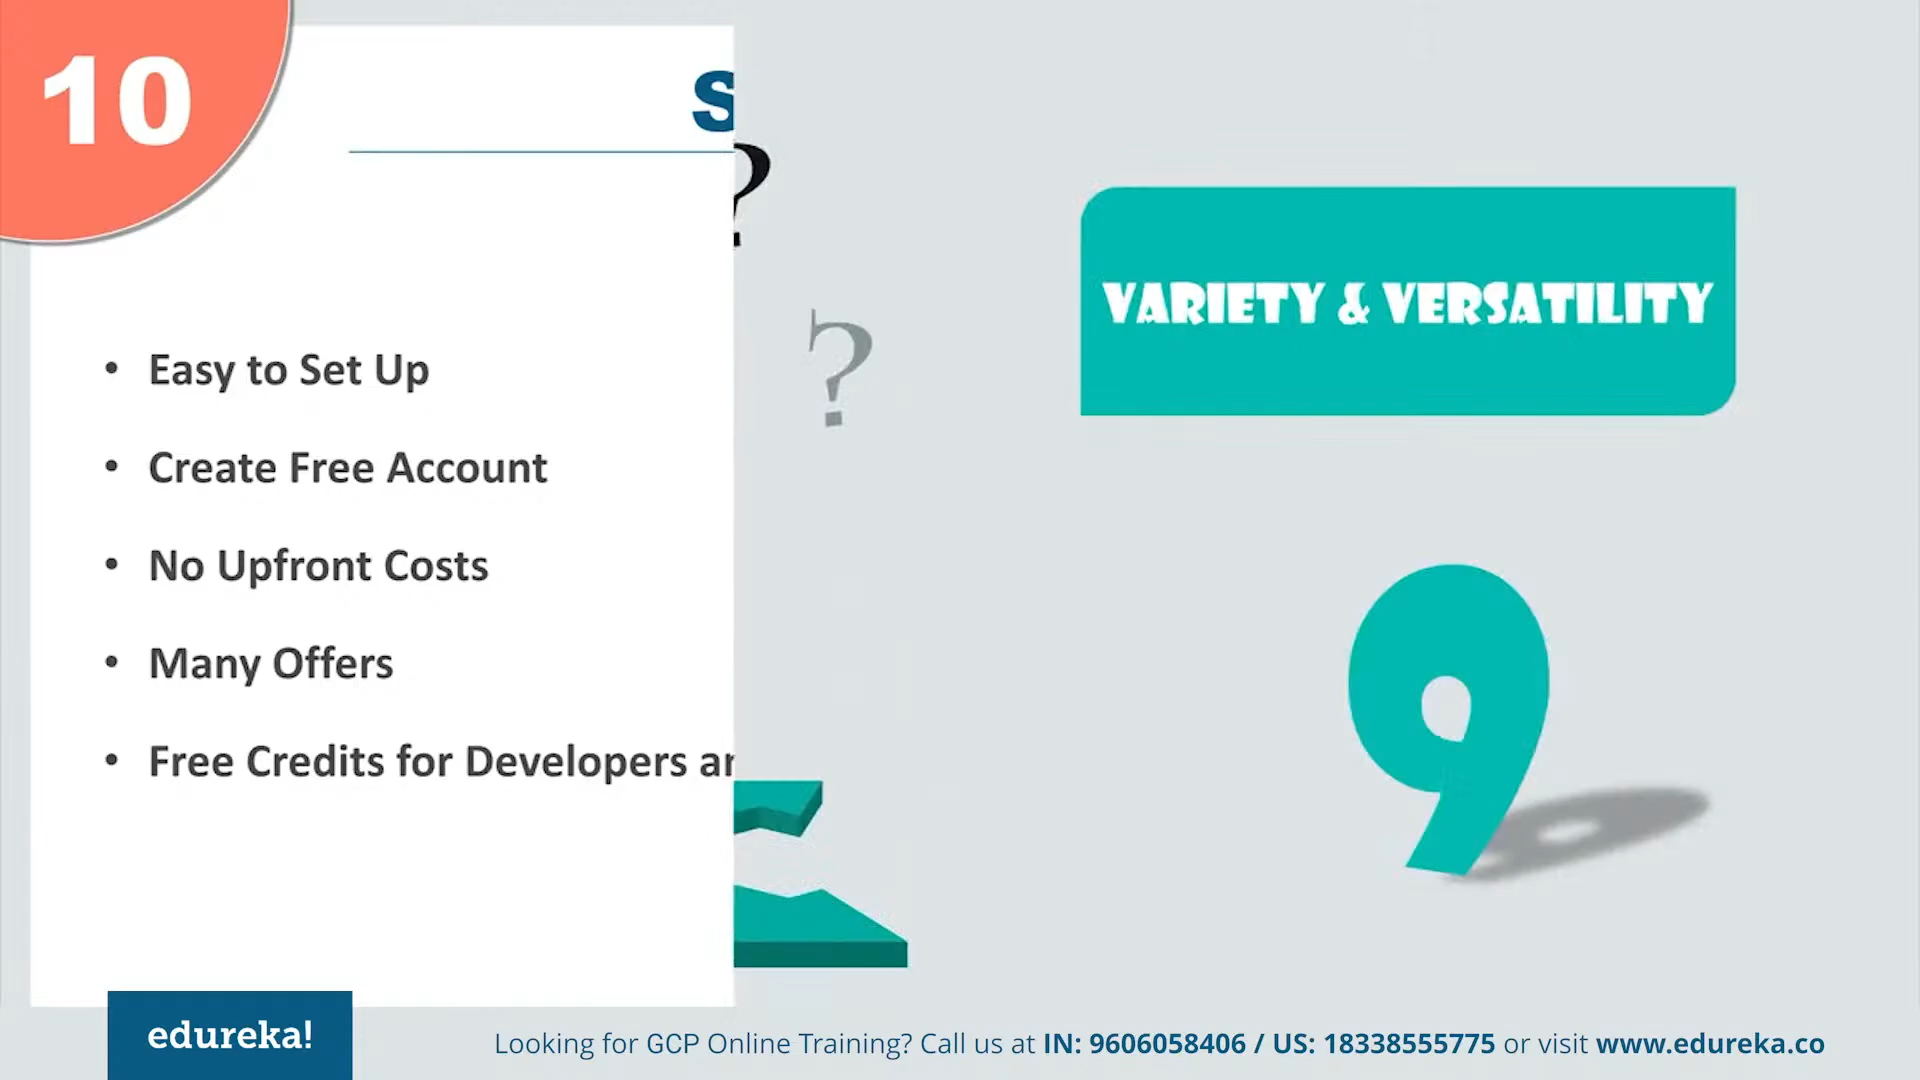 10
S
?
?
VARIETY & VERSATILITY
• Easy to Set Up
• Create Free Account
• No Upfront Costs
• Many Offers
• Free Credits for Developers
9
edureka!
Looking for GCP Online Training? Call us at IN: 9606058406 / US: 18338555775 or visit www.edureka.co